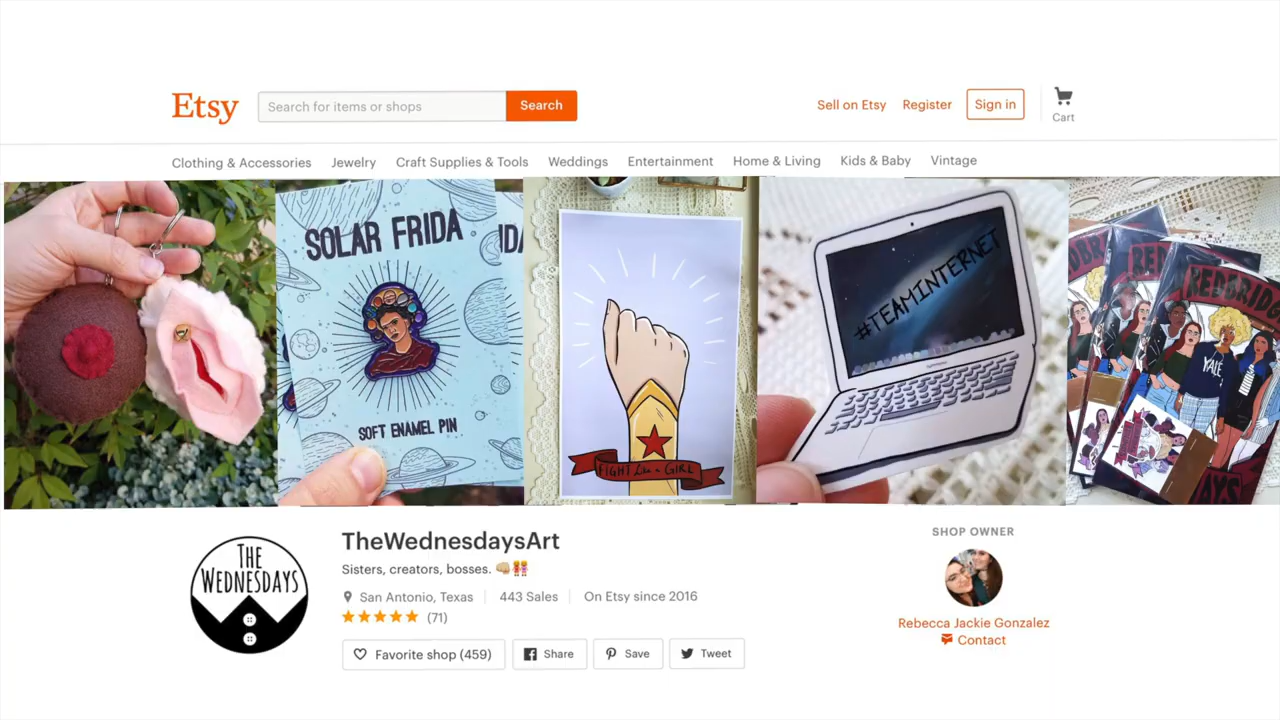 Etsy
Search for items or shops
Search
Sell on Etsy
Register
Sign in
Cart
Clothing & Accessories
Jewelry
Craft Supplies & Tools
Weddings
Entertainment
Home & Living
Kids & Baby
Vintage
SOLAR FRIDA
SOFT ENAMEL PIN
FIGHT Like a GIRL
#TEAMINTERNET
REDBRIDG
YALE
THE
WEDNESDAYS
TheWednesdaysArt
Sisters, creators, bosses.
San Antonio, Texas
443 Sales
On Etsy since 2016
(71)
Favorite shop (459)
Share
Save
Tweet
SHOP OWNER
Rebecca Jackie Gonzalez
Contact